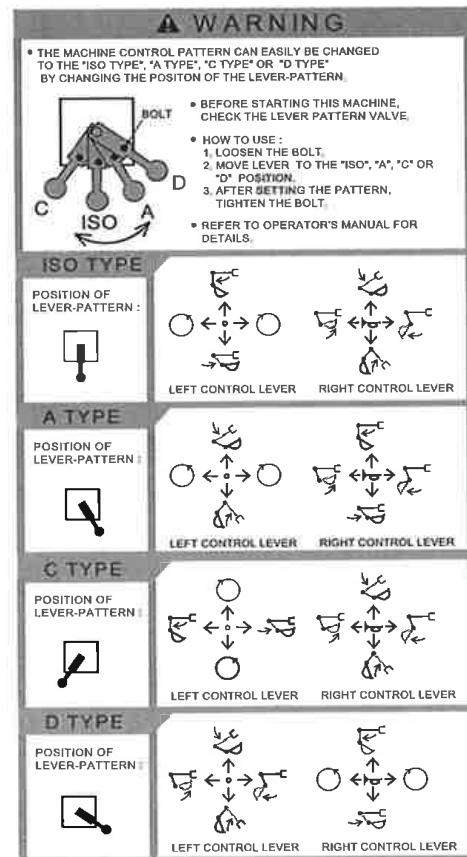 WARNING
• THE MACHINE CONTROL PATTERN CAN EASILY BE CHANGED
TO THE "ISO TYPE", "A TYPE", "C TYPE" OR "D TYPE"
BY CHANGING THE POSITON OF THE LEVER-PATTERN.
BOLT
C
ISO
A
D
• BEFORE STARTING THIS MACHINE,
CHECK THE LEVER PATTERN VALVE.
• HOW TO USE :
1. LOOSEN THE BOLT.
2. MOVE LEVER TO THE "ISO", "A", "C" OR
"D" POSITION.
3. AFTER SETTING THE PATTERN,
TIGHTEN THE BOLT.
• REFER TO OPERATOR'S MANUAL FOR
DETAILS.
ISO TYPE
POSITION OF
LEVER-PATTERN :
LEFT CONTROL LEVER
RIGHT CONTROL LEVER
A TYPE
POSITION OF
LEVER-PATTERN :
LEFT CONTROL LEVER
RIGHT CONTROL LEVER
C TYPE
POSITION OF
LEVER-PATTERN :
LEFT CONTROL LEVER
RIGHT CONTROL LEVER
D TYPE
POSITION OF
LEVER-PATTERN :
LEFT CONTROL LEVER
RIGHT CONTROL LEVER